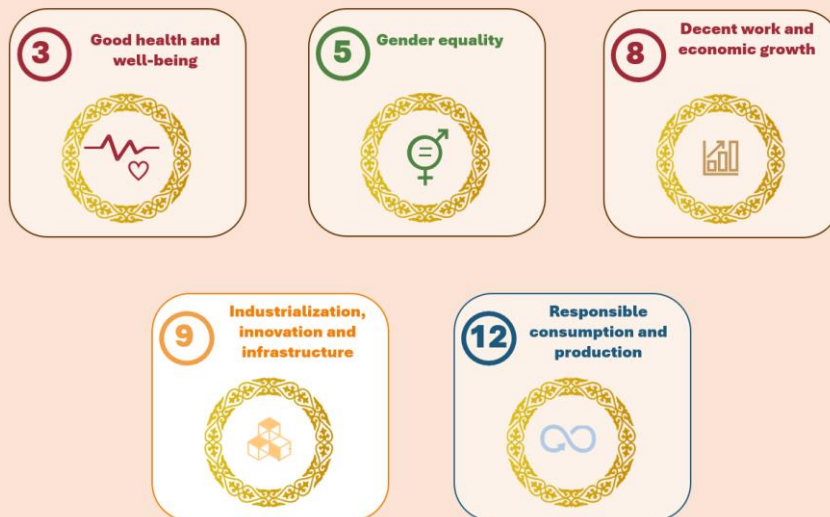 3
Good health and
well-being
5
Gender equality
8
Decent work and
economic growth
9
Industrialization,
innovation and
infrastructure
12
Responsible
consumption and
production